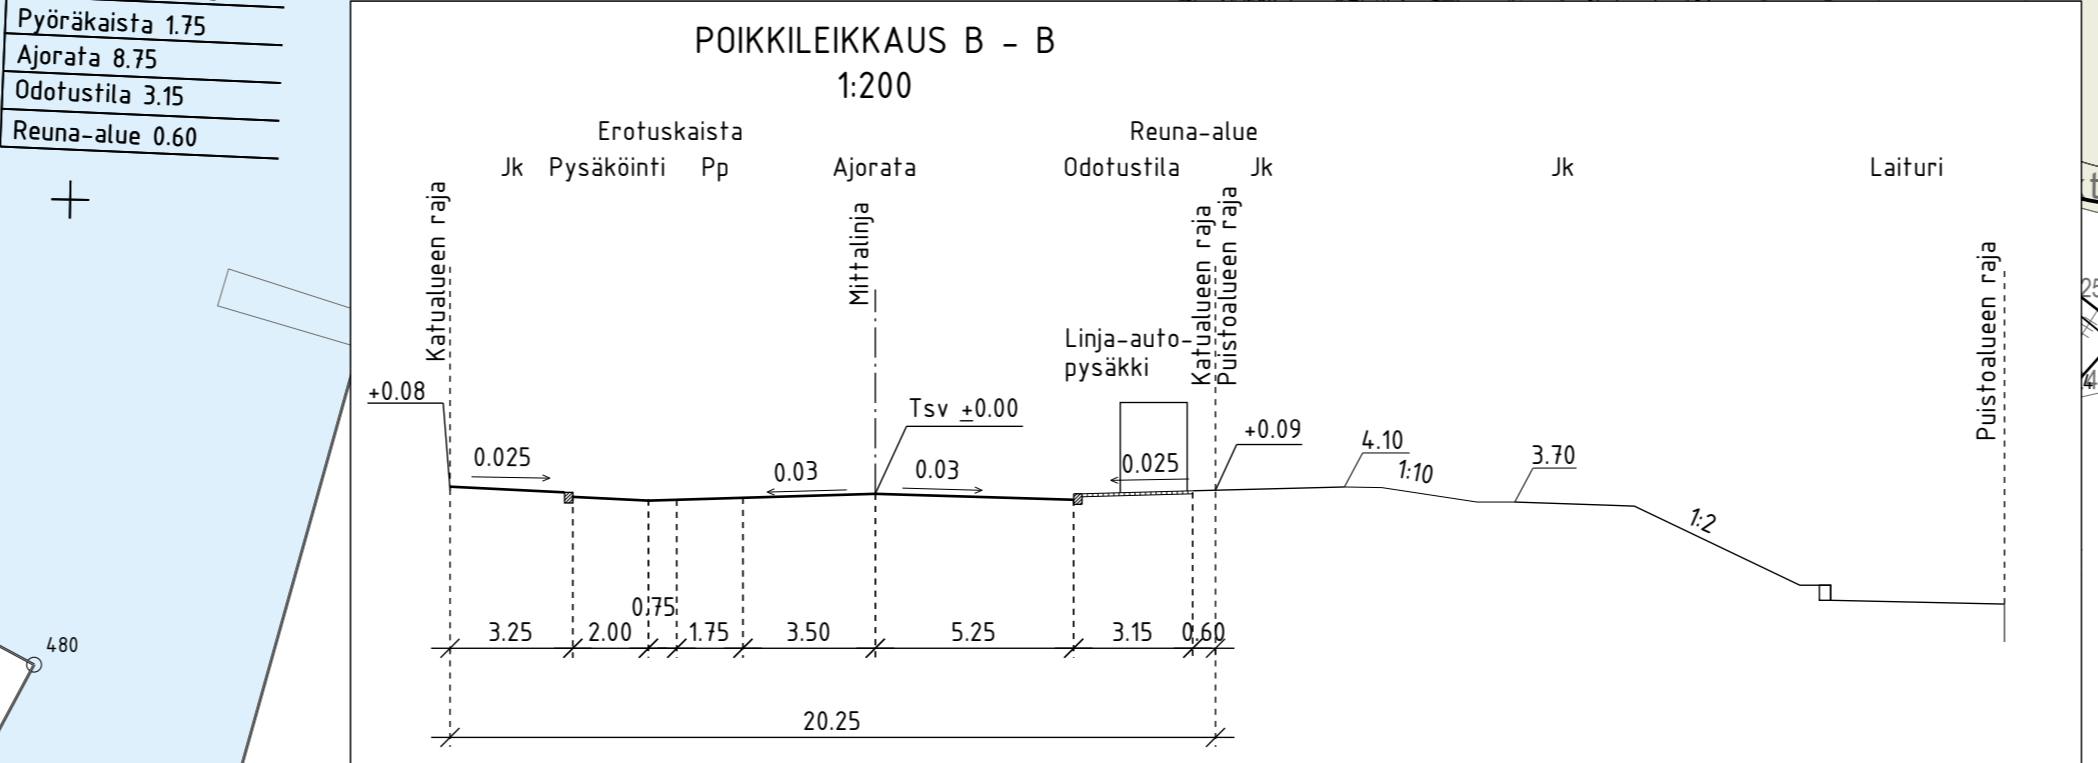 Pyöräkaista 1.75
Ajorata 8.75
Odotustila 3.15
Reuna-alue 0.60
480
POIKKILEIKKAUS B - B
1:200
Erotuskaista
Reuna-alue
Jk Pysäköinti Pp Ajorata Odotustila Jk Jk Laituri
Katualueen raja
Mittalinja
Katualueen raja
Puistoalueen raja
Puistoalueen raja
Linja-auto-
pysäkki
+0.08
Tsv ±0.00
+0.09
4.10
3.70
0.025
0.03
0.03
0.025
1:10
1:2
0.75
3.25 2.00 1.75 3.50 5.25 3.15 0.60
20.25